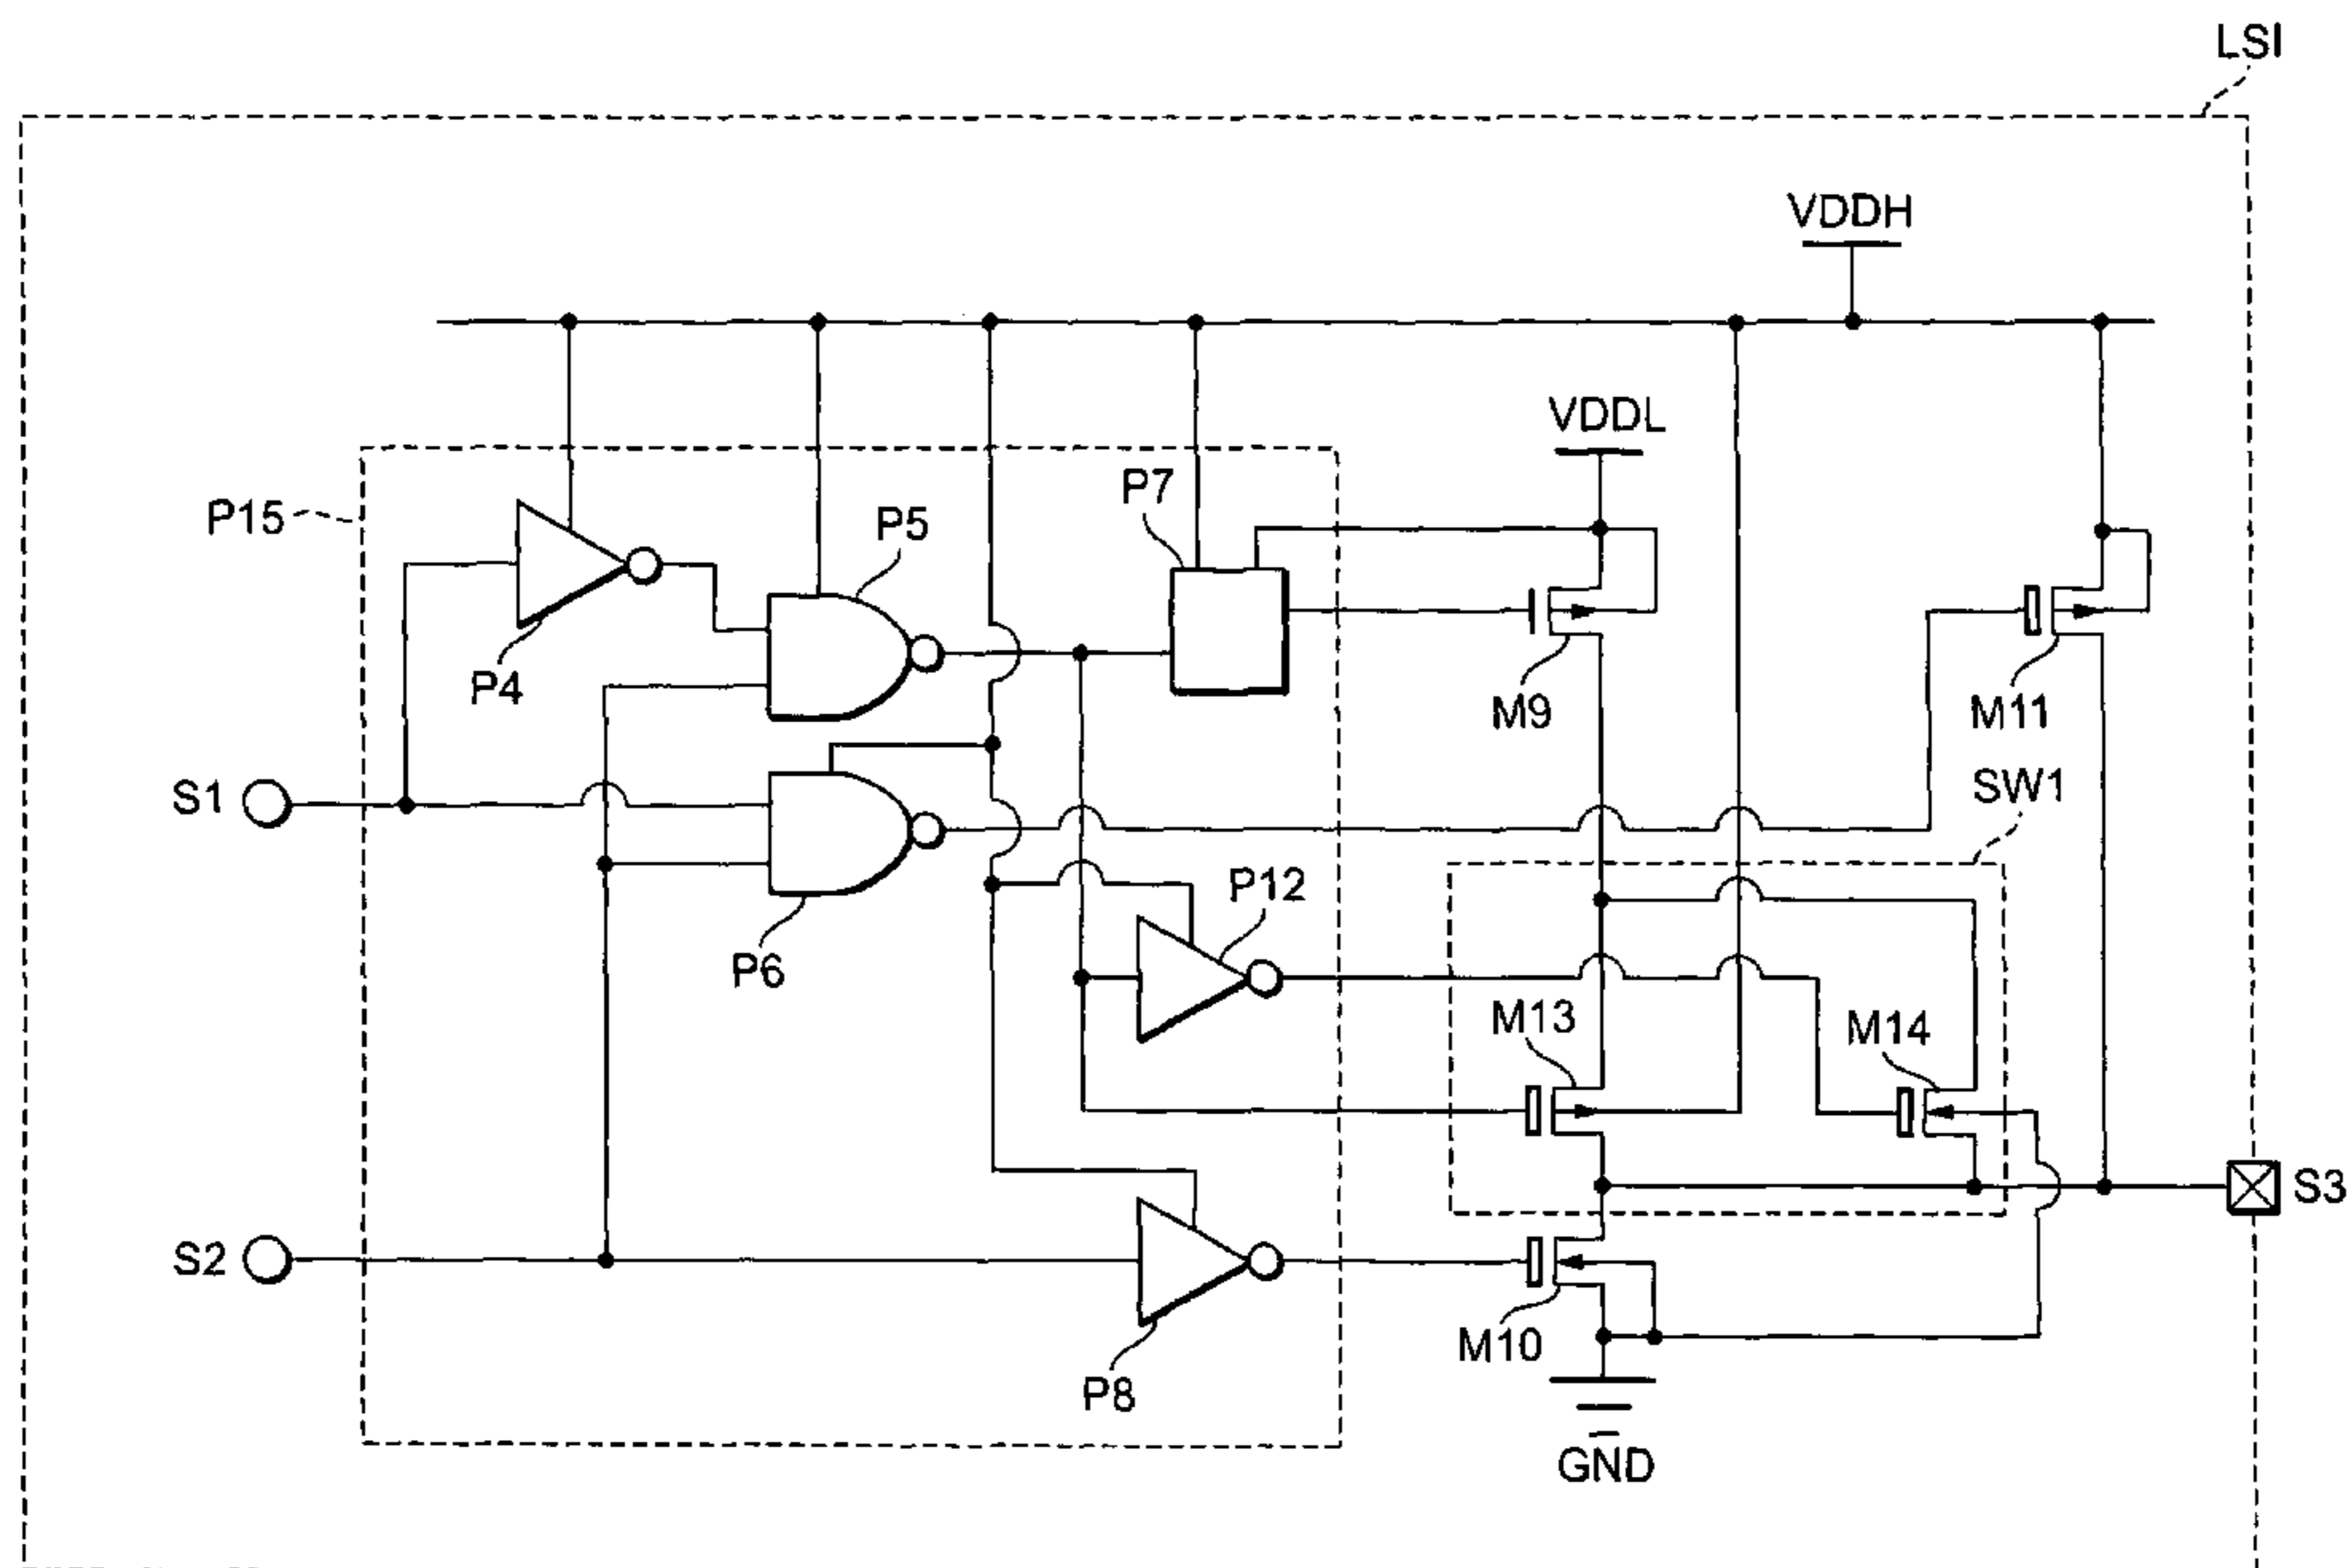 LSI
VDDH
VDDL
P7
P15
P5
P4
M9
M11
S1
SW1
P12
P6
M13
M14
S3
S2
M10
P8
GND